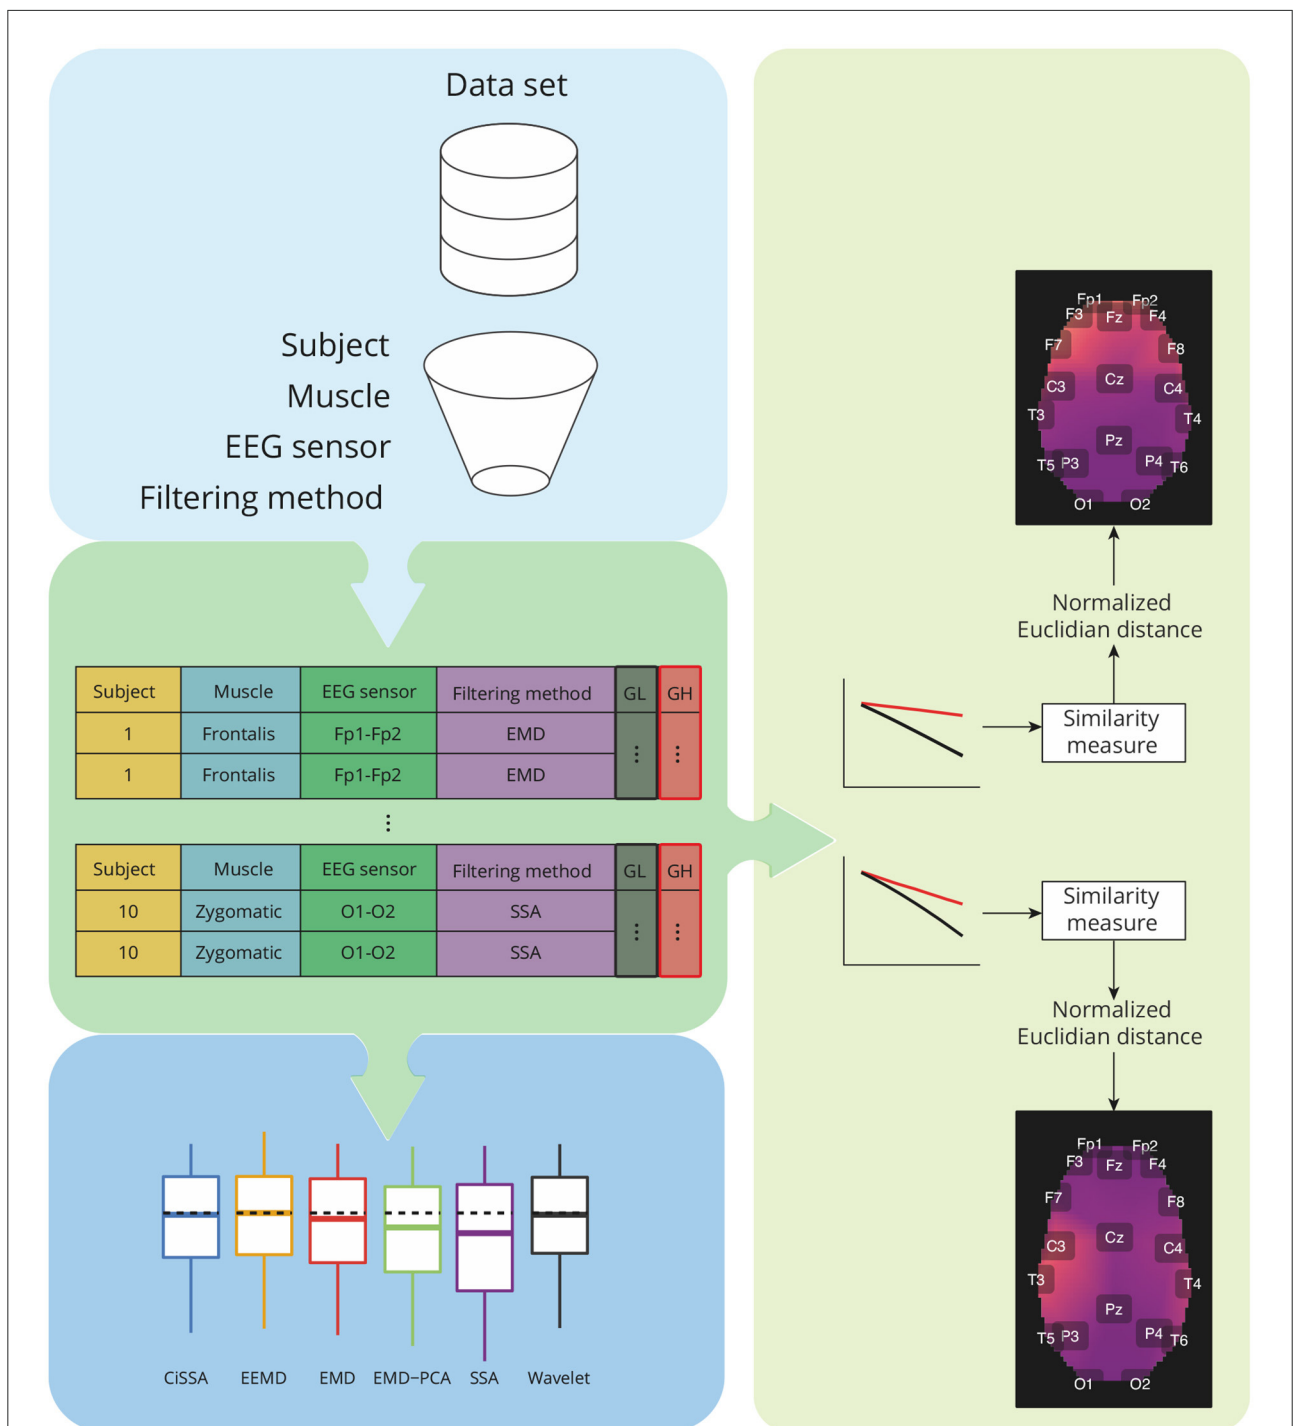 Data set
Subject
Muscle
EEG sensor
Filtering method
Subject Muscle EEG sensor Filtering method GL GH
1 Frontalis Fp1-Fp2 EMD ⋮ ⋮
1 Frontalis Fp1-Fp2 EMD
⋮
Subject Muscle EEG sensor Filtering method GL GH
10 Zygomatic O1-O2 SSA ⋮ ⋮
10 Zygomatic O1-O2 SSA
CiSSA EEMD EMD EMD−PCA SSA Wavelet
Fp1 Fp2
F3 Fz F4
F7 F8
C3 Cz C4
T3 T4
Pz
T5 P3 P4 T6
O1 O2
Normalized
Euclidian distance
Similarity
measure
Similarity
measure
Normalized
Euclidian distance
Fp1 Fp2
F3 Fz F4
F7 F8
C3 Cz C4
T3 T4
Pz
T5 P3 P4 T6
O1 O2